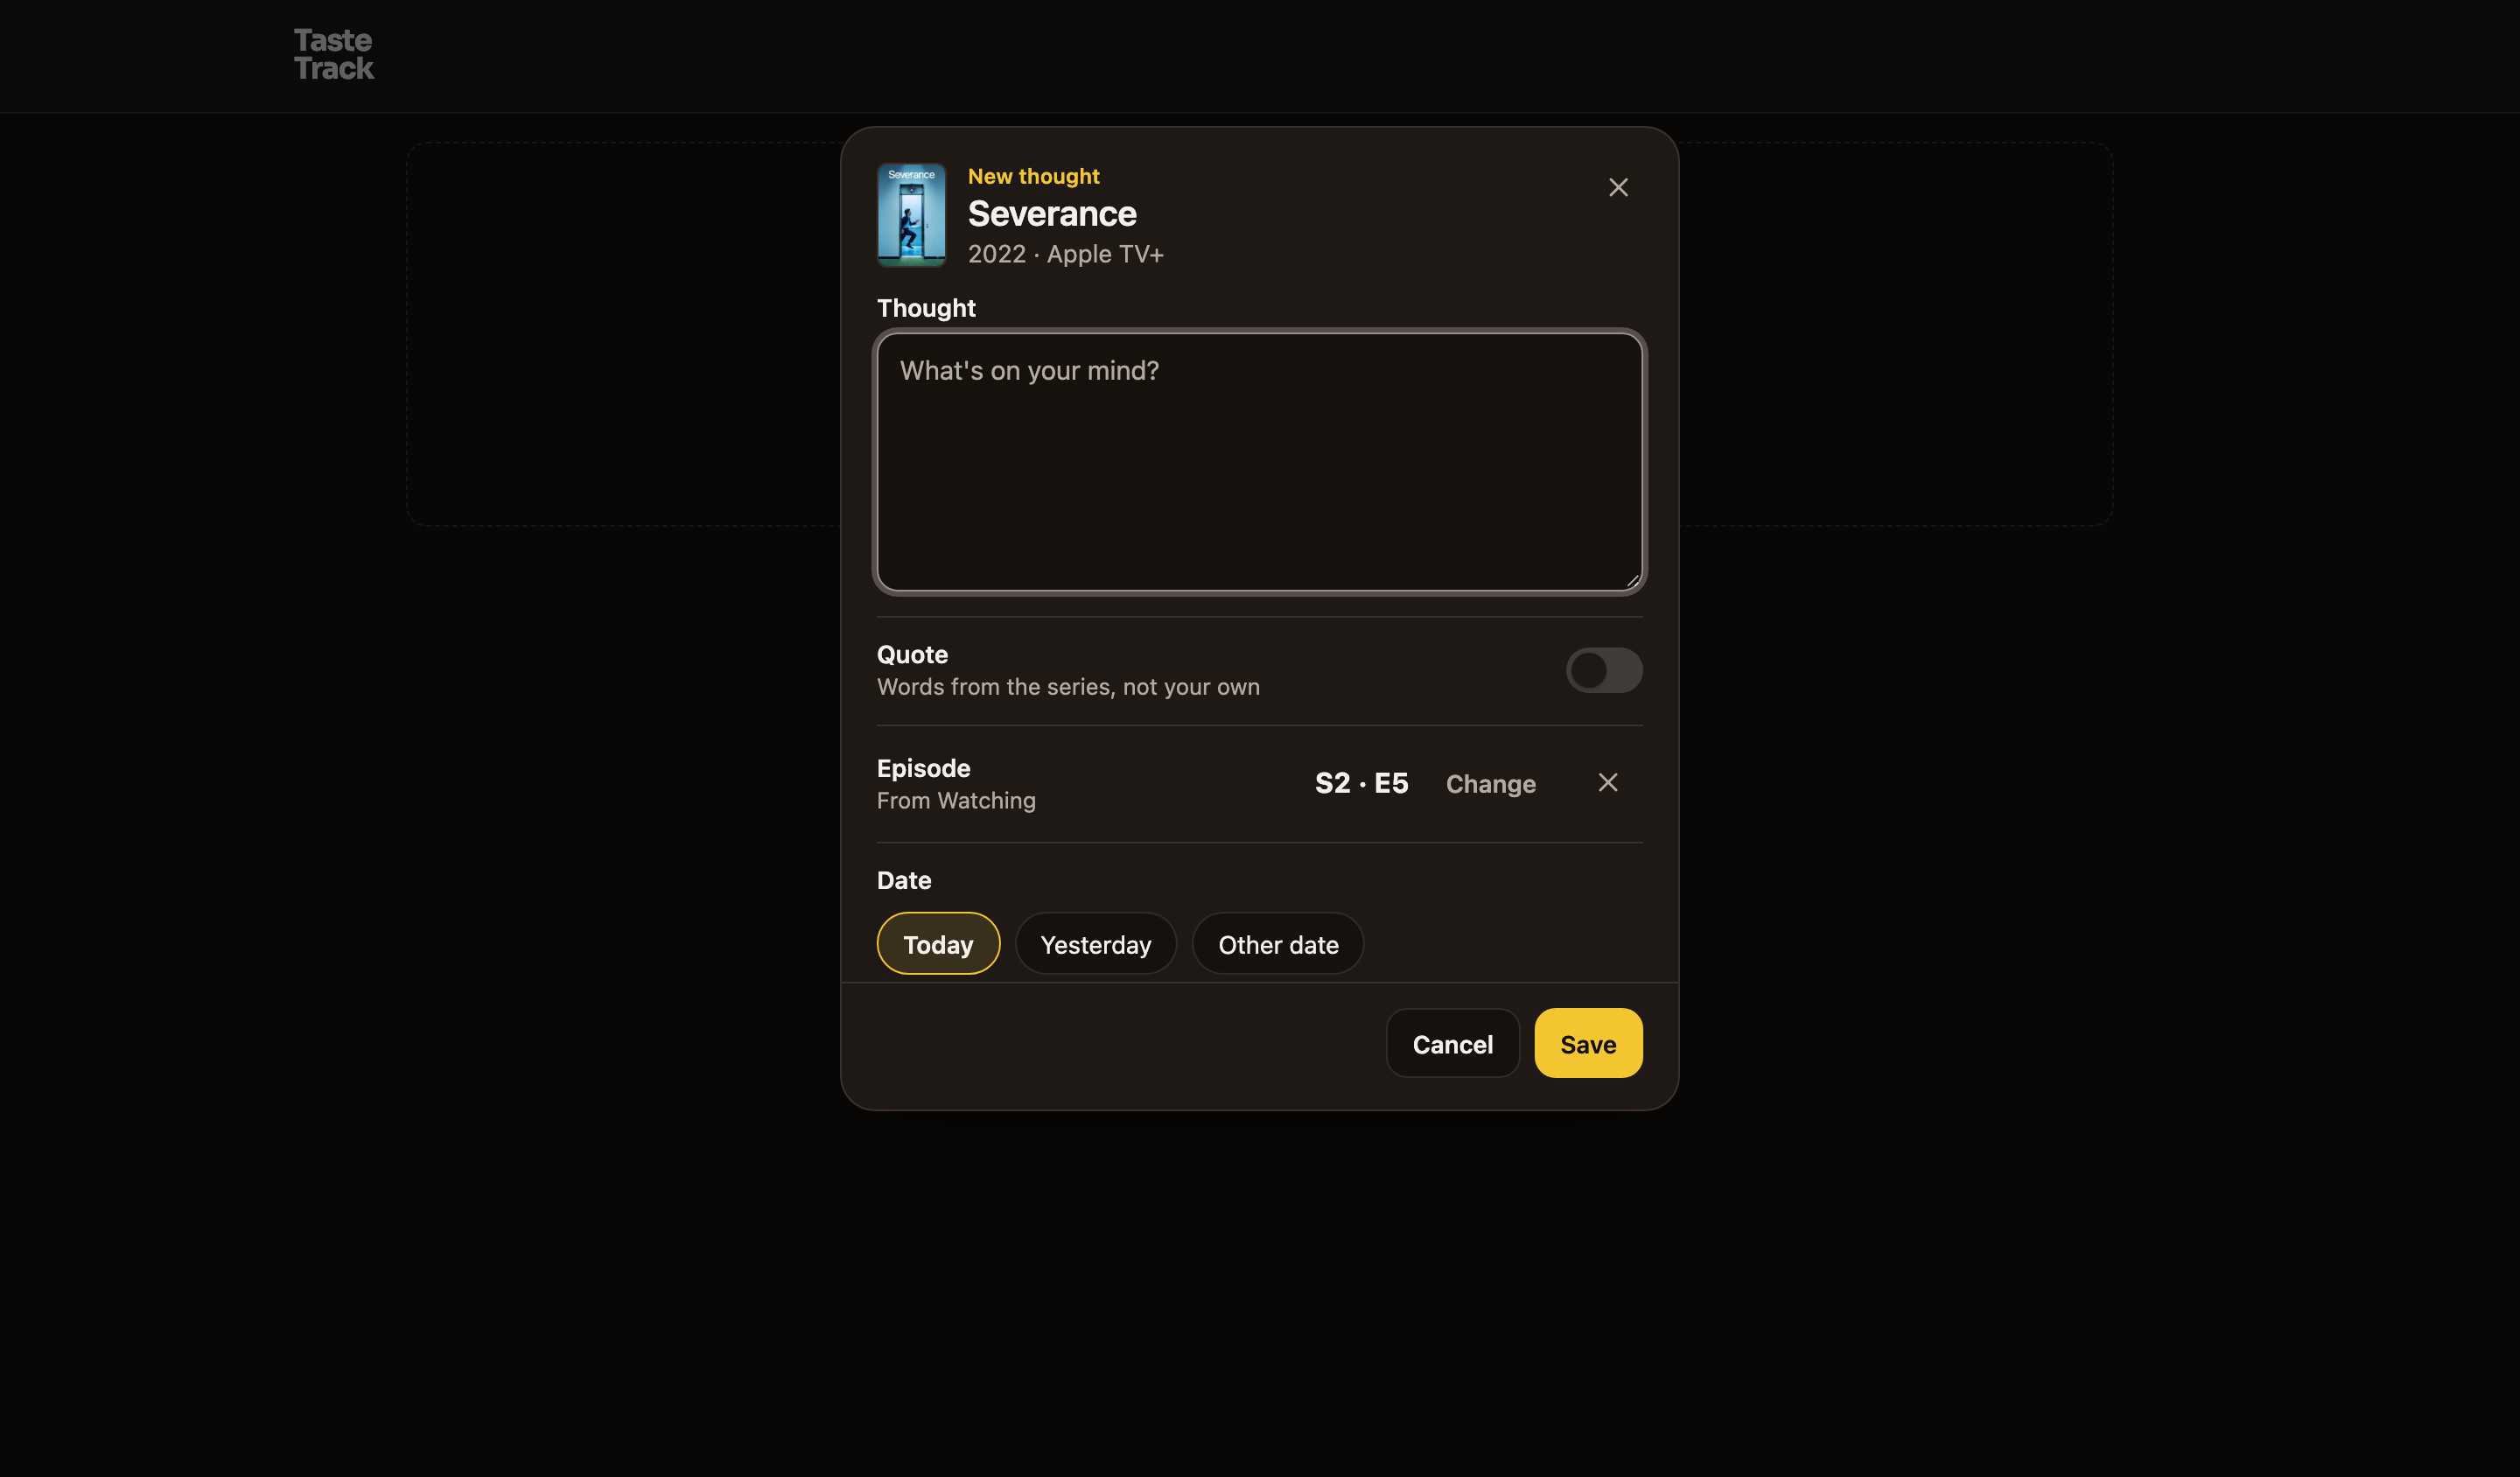 Taste
Track
Severance
New thought
Severance
2022 · Apple TV+
Thought
What's on your mind?
Quote
Words from the series, not your own
Episode
From Watching
S2 · E5
Change
Date
Today
Yesterday
Other date
Cancel
Save